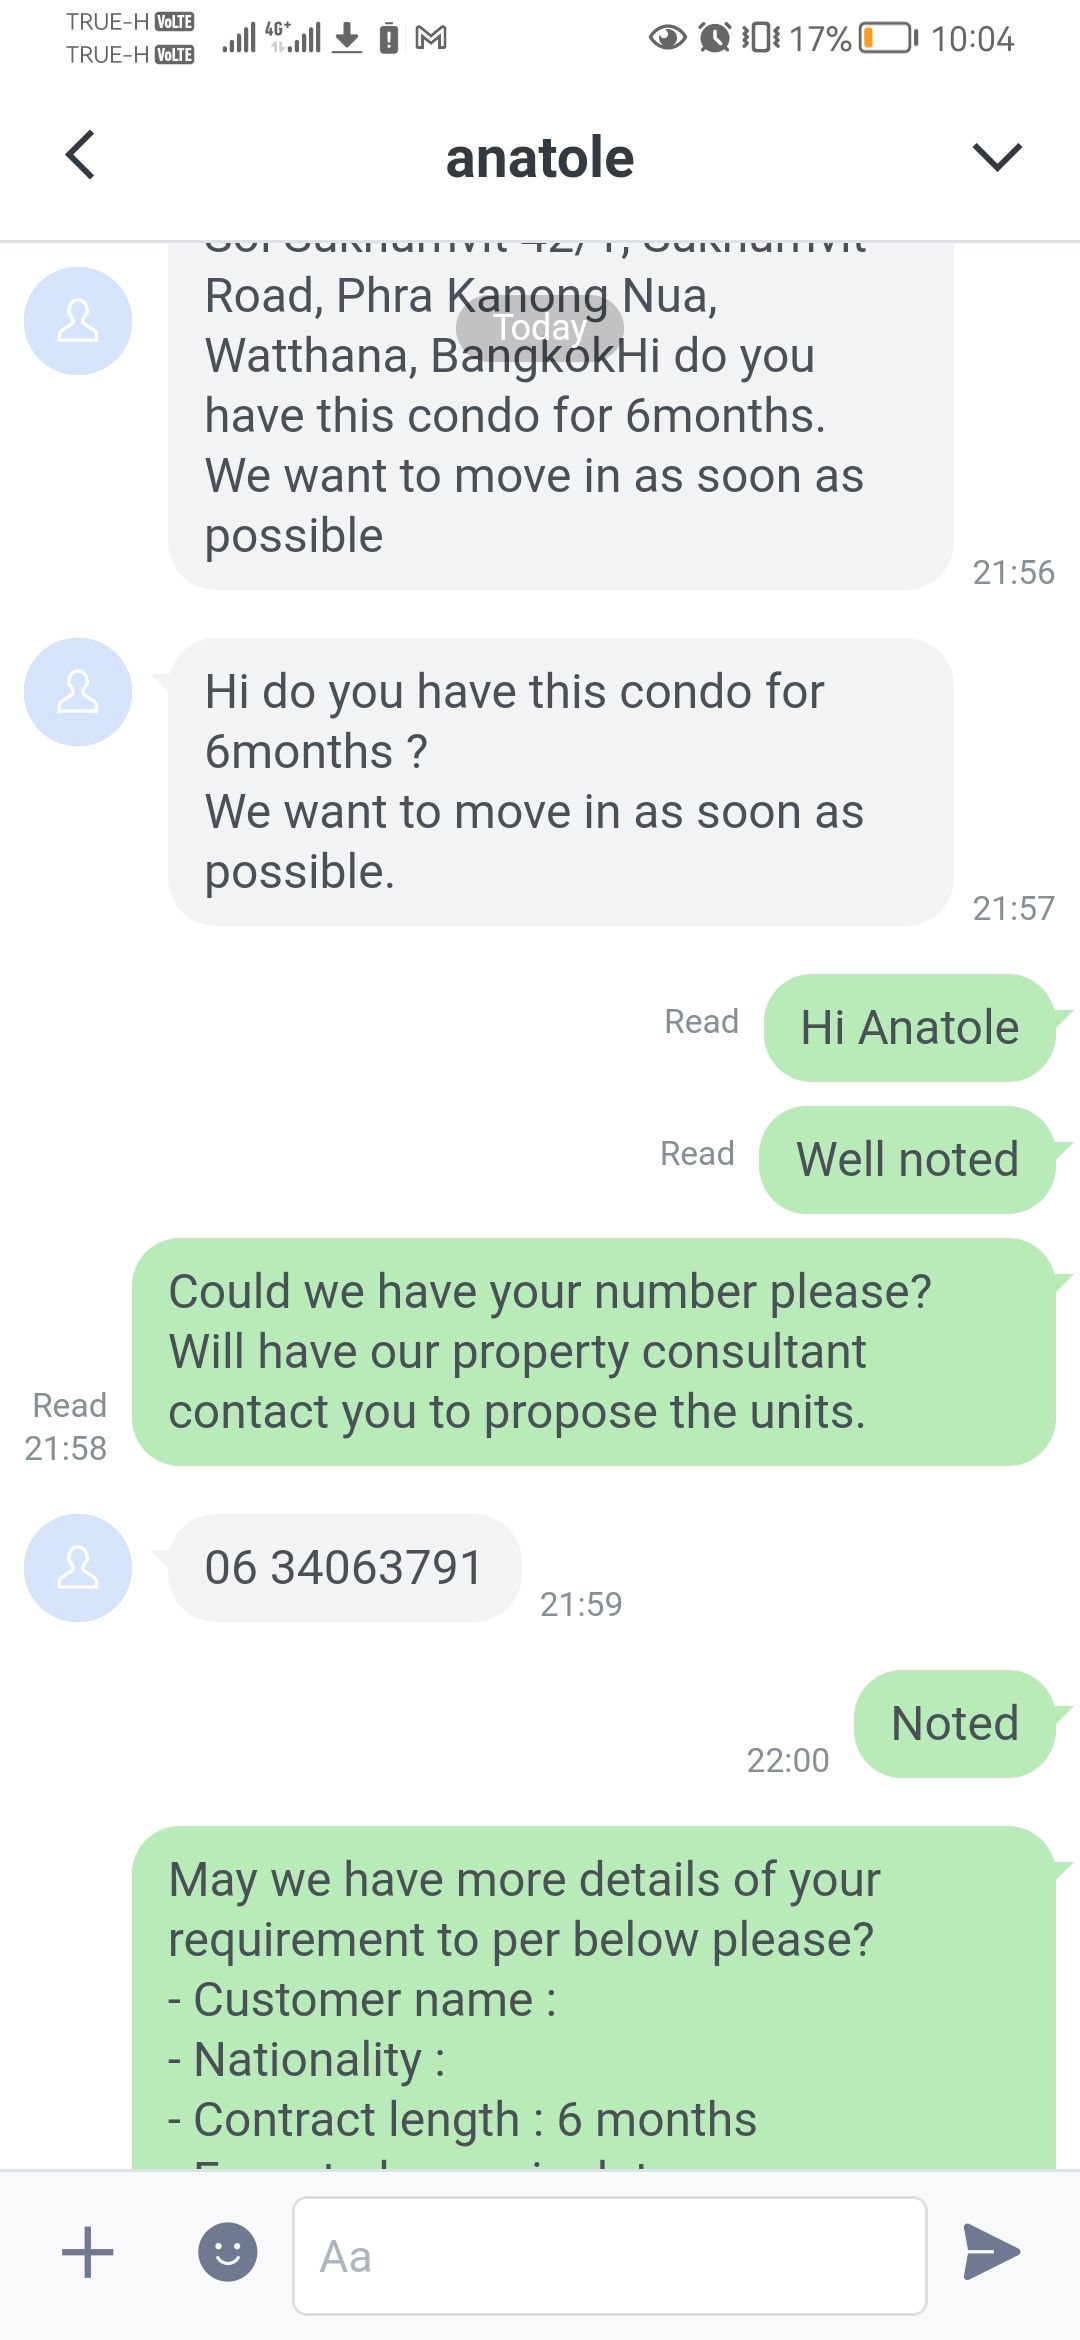 TRUE-H VoLTE
TRUE-H VoLTE
4G+
17%
10:04
anatole
Soi Sukhumvit 42/1, Sukhumvit
Road, Phra Kanong Nua,
Today
Watthana, BangkokHi do you
have this condo for 6months.
We want to move in as soon as
possible
21:56
Hi do you have this condo for
6months ?
We want to move in as soon as
possible.
21:57
Read
Hi Anatole
Read
Well noted
Could we have your number please?
Will have our property consultant
contact you to propose the units.
Read
21:58
06 34063791
21:59
Noted
22:00
May we have more details of your
requirement to per below please?
- Customer name :
- Nationality :
- Contract length : 6 months
Aa